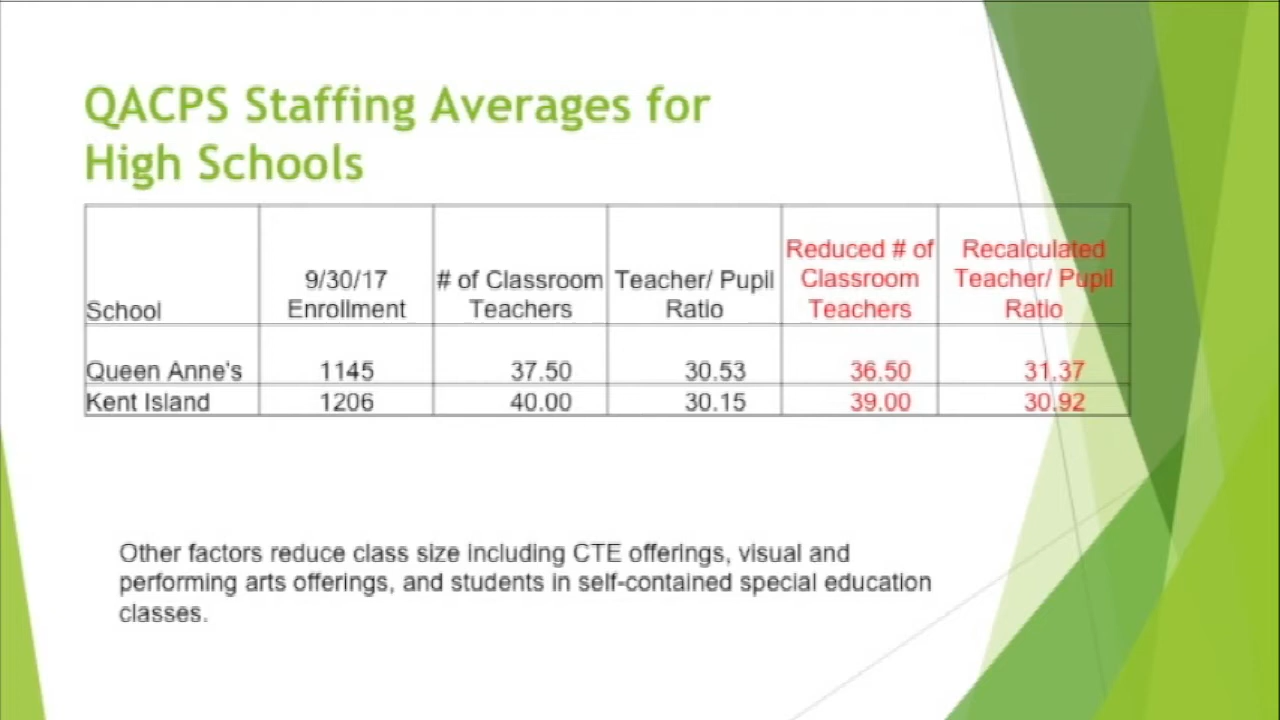 QACPS Staffing Averages for
High Schools
School 9/30/17 Enrollment # of Classroom Teachers Teacher/ Pupil Ratio Reduced # of Classroom Teachers Recalculated Teacher/ Pupil Ratio
Queen Anne's 1145 37.50 30.53 36.50 31.37
Kent Island 1206 40.00 30.15 39.00 30.92
Other factors reduce class size including CTE offerings, visual and
performing arts offerings, and students in self-contained special education
classes.